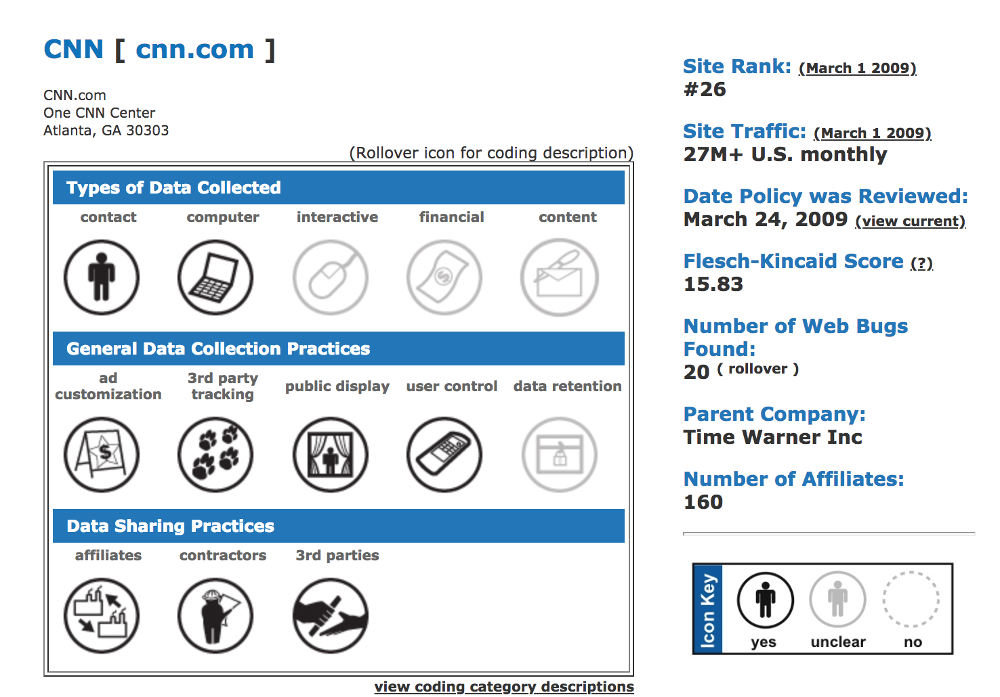 CNN [ cnn.com ]
CNN.com
One CNN Center
Atlanta, GA 30303
(Rollover icon for coding description)
Types of Data Collected
contact computer interactive financial content
$
General Data Collection Practices
ad customization 3rd party tracking public display user control data retention
$
Data Sharing Practices
affiliates contractors 3rd parties
view coding category descriptions
Site Rank: (March 1 2009)
#26
Site Traffic: (March 1 2009)
27M+ U.S. monthly
Date Policy was Reviewed:
March 24, 2009 (view current)
Flesch-Kincaid Score (?)
15.83
Number of Web Bugs
Found:
20 ( rollover )
Parent Company:
Time Warner Inc
Number of Affiliates:
160
Icon Key
yes unclear no